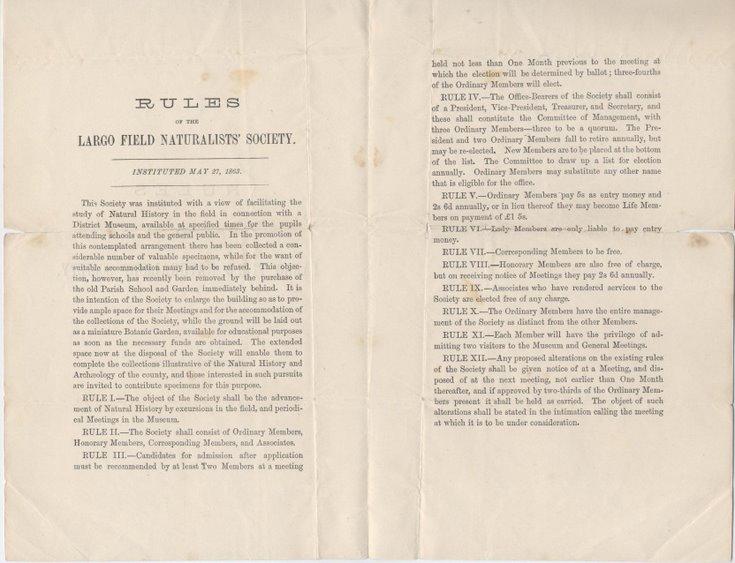 RULES
OF THE
LARGO FIELD NATURALISTS' SOCIETY.
INSTITUTED MAY 27, 1863.
This Society was instituted with a view of facilitating the
study of Natural History in the field in connection with a
District Museum, available at specified times for the pupils
attending schools and the general public. In the promotion of
this contemplated arrangement there has been collected a con-
siderable number of valuable specimens, while for the want of
suitable accommodation many had to be refused. This objec-
tion, however, has recently been removed by the purchase of
the old Parish School and Garden immediately behind. It is
the intention of the Society to enlarge the building so as to pro-
vide ample space for their Meetings and for the accommodation of
the collections of the Society, while the ground will be laid out
as a miniature Botanic Garden, available for educational purposes
as soon as the necessary funds are obtained. The extended
space now at the disposal of the Society will enable them to
complete the collections illustrative of the Natural History and
Archæology of the county, and those interested in such pursuits
are invited to contribute specimens for this purpose.
RULE I.—The object of the Society shall be the advance-
ment of Natural History by excursions in the field, and periodi-
cal Meetings in the Museum.
RULE II.—The Society shall consist of Ordinary Members,
Honorary Members, Corresponding Members, and Associates.
RULE III.—Candidates for admission after application
must be recommended by at least Two Members at a meeting
held not less than One Month previous to the meeting at
which the election will be determined by ballot; three-fourths
of the Ordinary Members will elect.
RULE IV.—The Office-Bearers of the Society shall consist
of a President, Vice-President, Treasurer, and Secretary, and
these shall constitute the Committee of Management, with
three Ordinary Members—three to be a quorum. The Pre-
sident and two Ordinary Members fall to retire annually, but
may be re-elected. New Members are to be placed at the bottom
of the list. The Committee to draw up a list for election
annually. Ordinary Members may substitute any other name
that is eligible for the office.
RULE V.—Ordinary Members pay 5s as entry money and
2s 6d annually, or in lieu thereof they may become Life Mem-
bers on payment of £1 5s.
RULE VI.—Lady Members are only liable to pay entry
money.
RULE VII.—Corresponding Members to be free.
RULE VIII.—Honorary Members are also free of charge,
but on receiving notice of Meetings they pay 2s 6d annually.
RULE IX.—Associates who have rendered services to the
Society are elected free of any charge.
RULE X.—The Ordinary Members have the entire manage-
ment of the Society as distinct from the other Members.
RULE XI.—Each Member will have the privilege of ad-
mitting two visitors to the Museum and General Meetings.
RULE XII.—Any proposed alterations on the existing rules
of the Society shall be given notice of at a Meeting, and dis-
posed of at the next meeting, not earlier than One Month
thereafter, and if approved by two-thirds of the Ordinary Mem-
bers present it shall be held as carried. The object of such
alterations shall be stated in the intimation calling the meeting
at which it is to be under consideration.